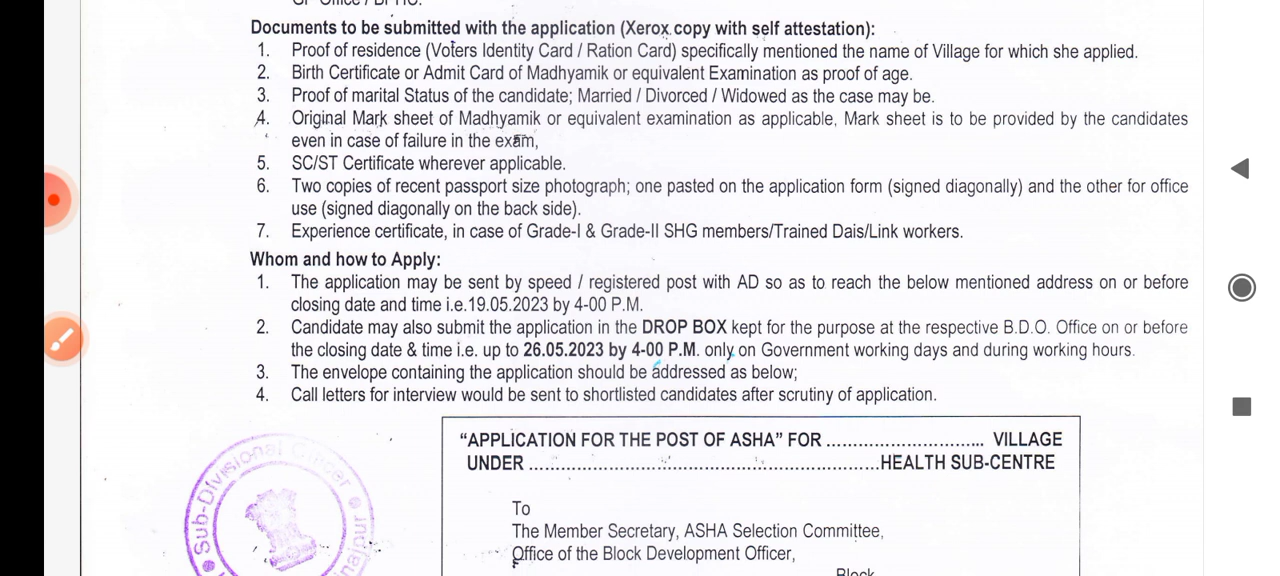 Documents to be submitted with the application (Xerox copy with self attestation):
1. Proof of residence (Voters Identity Card / Ration Card) specifically mentioned the name of Village for which she applied.
2. Birth Certificate or Admit Card of Madhyamik or equivalent Examination as proof of age.
3. Proof of marital Status of the candidate; Married / Divorced / Widowed as the case may be.
4. Original Mark sheet of Madhyamik or equivalent examination as applicable, Mark sheet is to be provided by the candidates
even in case of failure in the exam,
5. SC/ST Certificate wherever applicable.
6. Two copies of recent passport size photograph; one pasted on the application form (signed diagonally) and the other for office
use (signed diagonally on the back side).
7. Experience certificate, in case of Grade-I & Grade-II SHG members/Trained Dais/Link workers.
Whom and how to Apply:
1. The application may be sent by speed / registered post with AD so as to reach the below mentioned address on or before
closing date and time i.e.19.05.2023 by 4-00 P.M.
2. Candidate may also submit the application in the DROP BOX kept for the purpose at the respective B.D.O. Office on or before
the closing date & time i.e. up to 26.05.2023 by 4-00 P.M. only on Government working days and during working hours.
3. The envelope containing the application should be addressed as below;
4. Call letters for interview would be sent to shortlisted candidates after scrutiny of application.
"APPLICATION FOR THE POST OF ASHA" FOR ............................... VILLAGE
UNDER ......................................................................HEALTH SUB-CENTRE
To
The Member Secretary, ASHA Selection Committee,
Office of the Block Development Officer,
Block
Sub-Divisional Officer